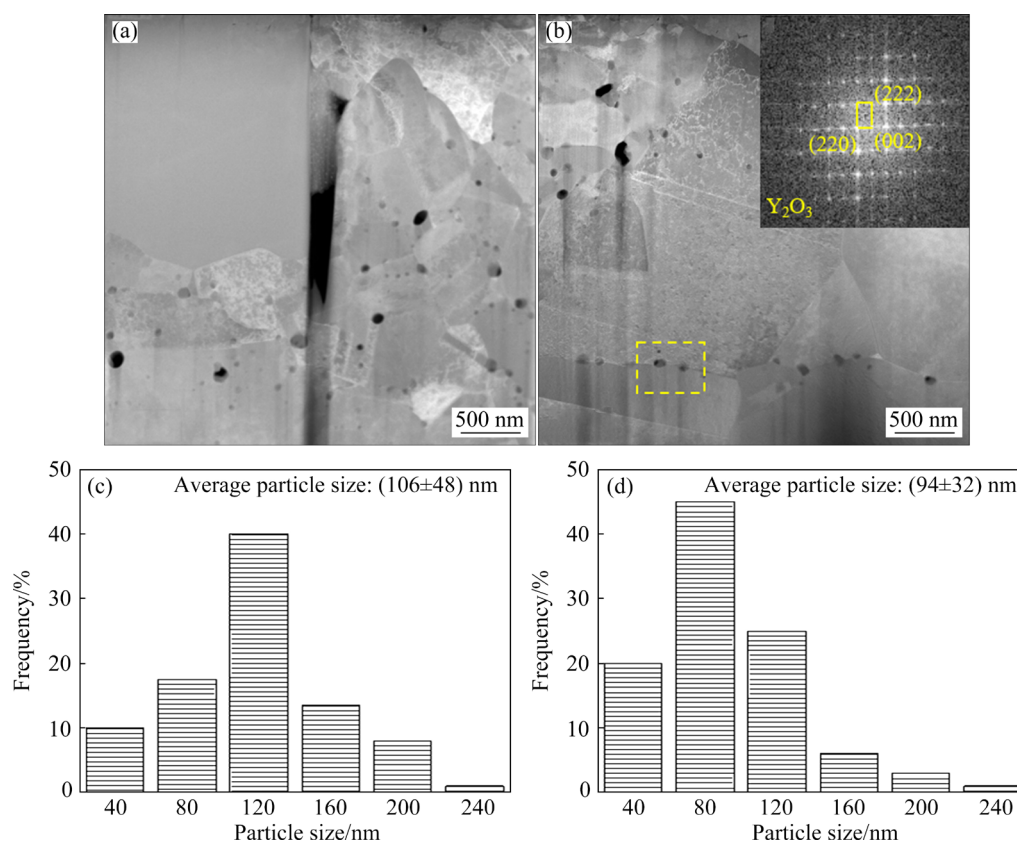 (a)
500 nm
(b)
(222)
(220)
(002)
Y₂O₃
500 nm
(c)
Average particle size: (106±48) nm
50
40
30
20
10
0
Frequency/%
40 80 120 160 200 240
Particle size/nm
(d)
Average particle size: (94±32) nm
50
40
30
20
10
0
Frequency/%
40 80 120 160 200 240
Particle size/nm